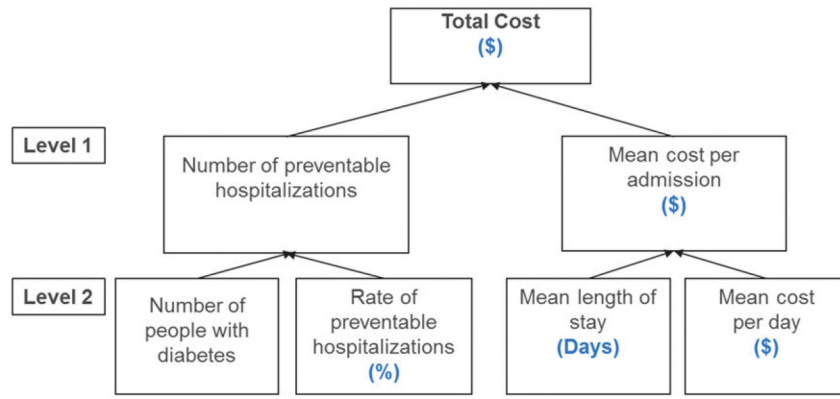 Total Cost
($)
Level 1
Number of preventable
hospitalizations
Mean cost per
admission
($)
Level 2
Number of
people with
diabetes
Rate of
preventable
hospitalizations
(%)
Mean length of
stay
(Days)
Mean cost
per day
($)